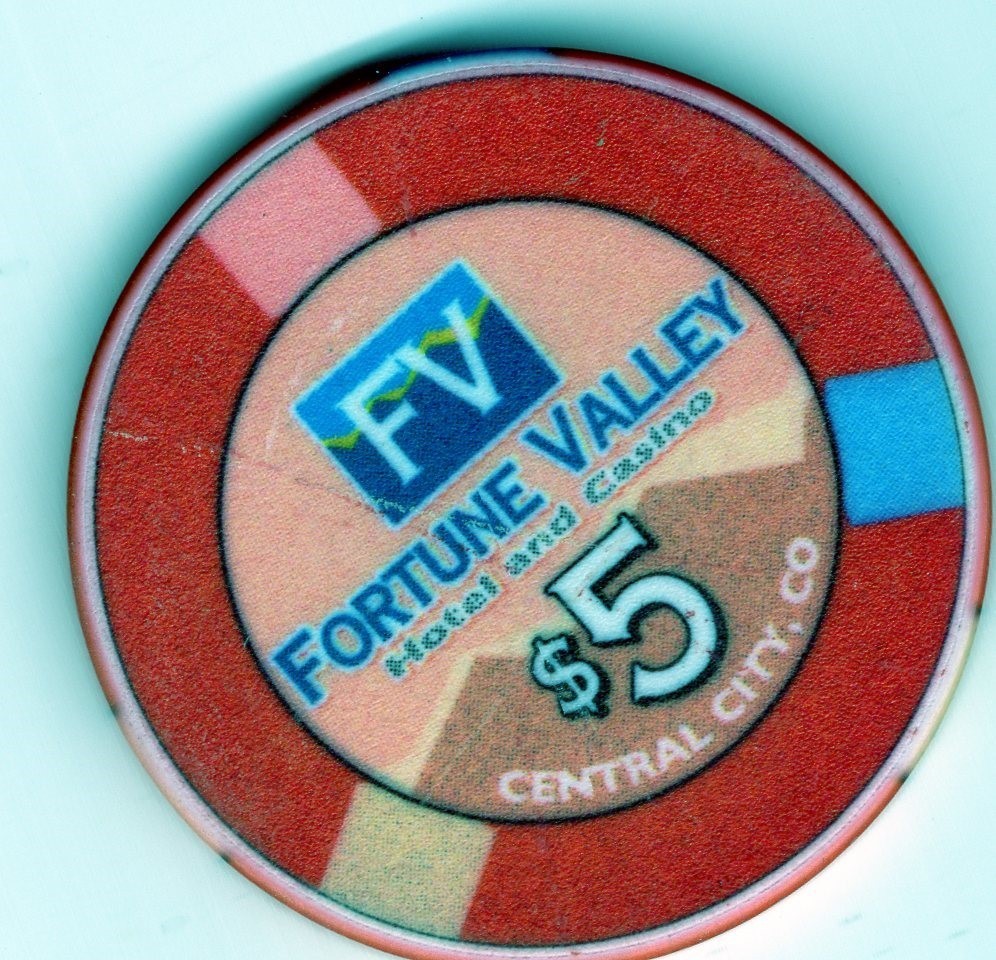 FV
FORTUNE VALLEY
Hotel and Casino
$5
CENTRAL CITY, CO